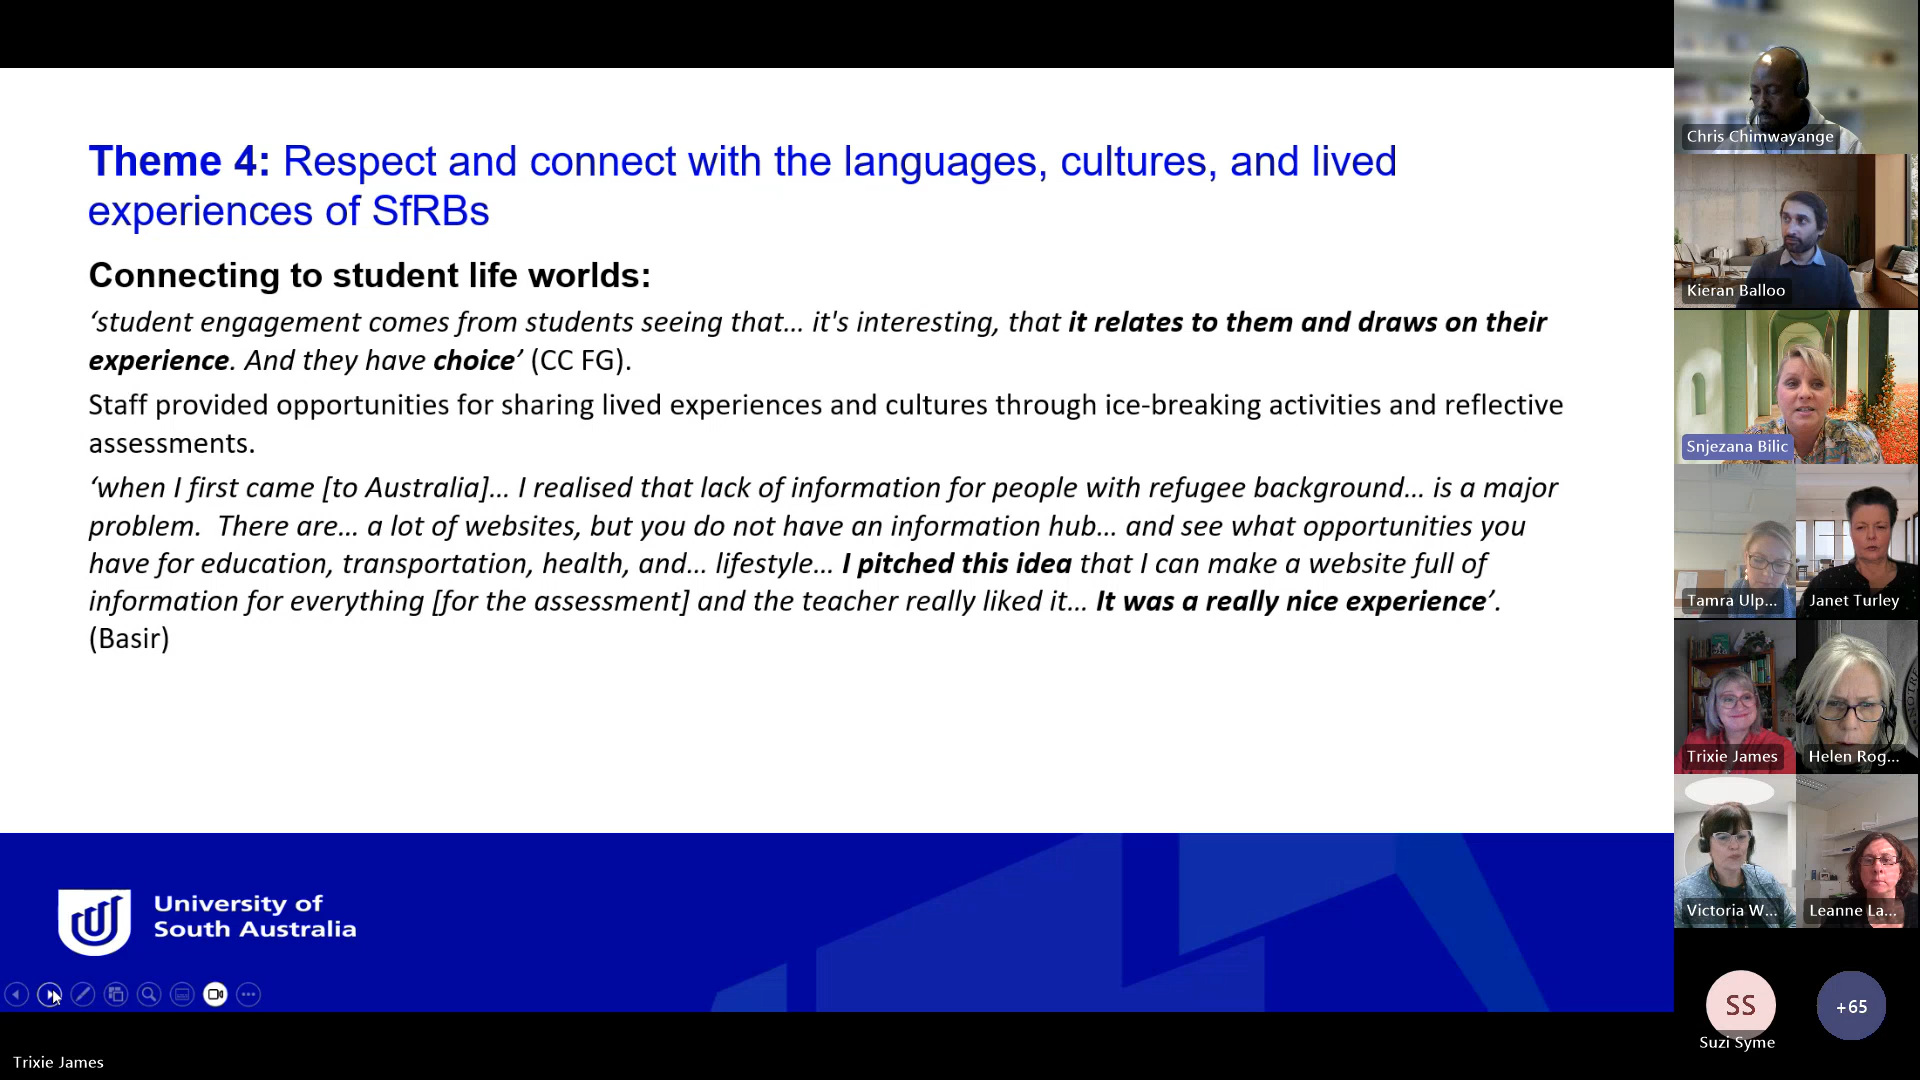 Theme 4: Respect and connect with the languages, cultures, and lived
experiences of SfRBs
Connecting to student life worlds:
‘student engagement comes from students seeing that… it's interesting, that it relates to them and draws on their
experience. And they have choice’ (CC FG).
Staff provided opportunities for sharing lived experiences and cultures through ice-breaking activities and reflective
assessments.
‘when I first came [to Australia]… I realised that lack of information for people with refugee background… is a major
problem.  There are… a lot of websites, but you do not have an information hub… and see what opportunities you
have for education, transportation, health, and… lifestyle… I pitched this idea that I can make a website full of
information for everything [for the assessment] and the teacher really liked it… It was a really nice experience’.
(Basir)
University of
South Australia
Trixie James
Chris Chimwayange
Kieran Balloo
Snjezana Bilic
Tamra Ulp...
Janet Turley
Trixie James
Helen Rog...
Victoria W...
Leanne La...
SS
+65
Suzi Syme